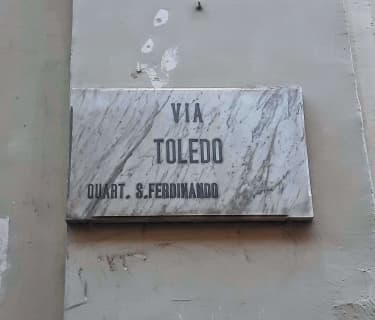 VIA
TOLEDO
QUART. S.FERDINANDO